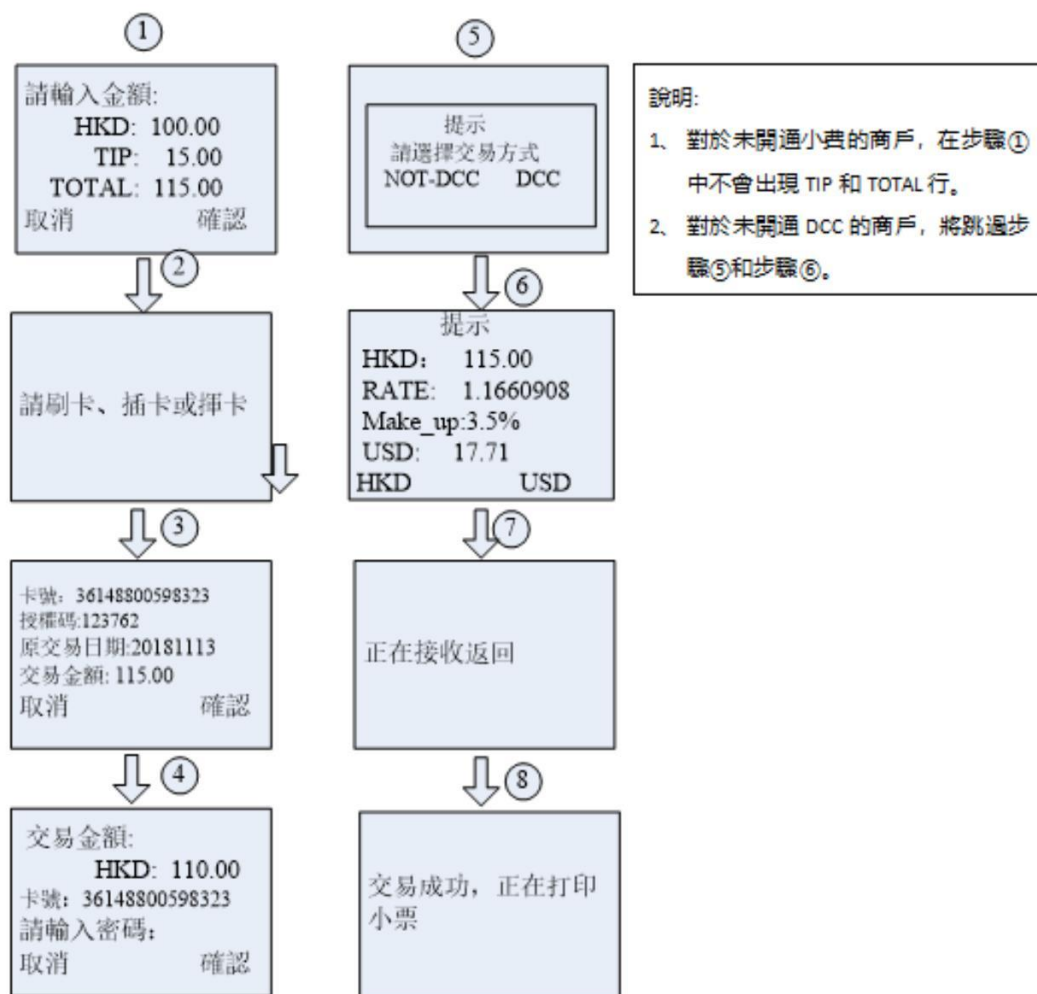 ①
請輸入金額:
HKD: 100.00
TIP: 15.00
TOTAL: 115.00
取消 確認
②
請刷卡、插卡或揮卡
③
卡號: 36148800598323
授權碼:123762
原交易日期:20181113
交易金額: 115.00
取消 確認
④
交易金額:
HKD: 110.00
卡號: 36148800598323
請輸入密碼:
取消 確認
⑤
提示
請選擇交易方式
NOT-DCC DCC
⑥
提示
HKD: 115.00
RATE: 1.1660908
Make_up:3.5%
USD: 17.71
HKD USD
⑦
正在接收返回
⑧
交易成功，正在打印
小票
說明:
1、 對於未開通小費的商戶，在步驟①
中不會出現 TIP 和 TOTAL 行。
2、 對於未開通 DCC 的商戶，將跳過步
驟⑤和步驟⑥。